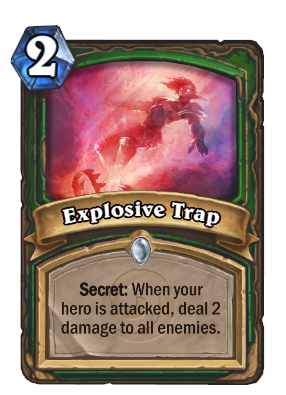 2
Explosive Trap
Secret: When your
hero is attacked, deal 2
damage to all enemies.